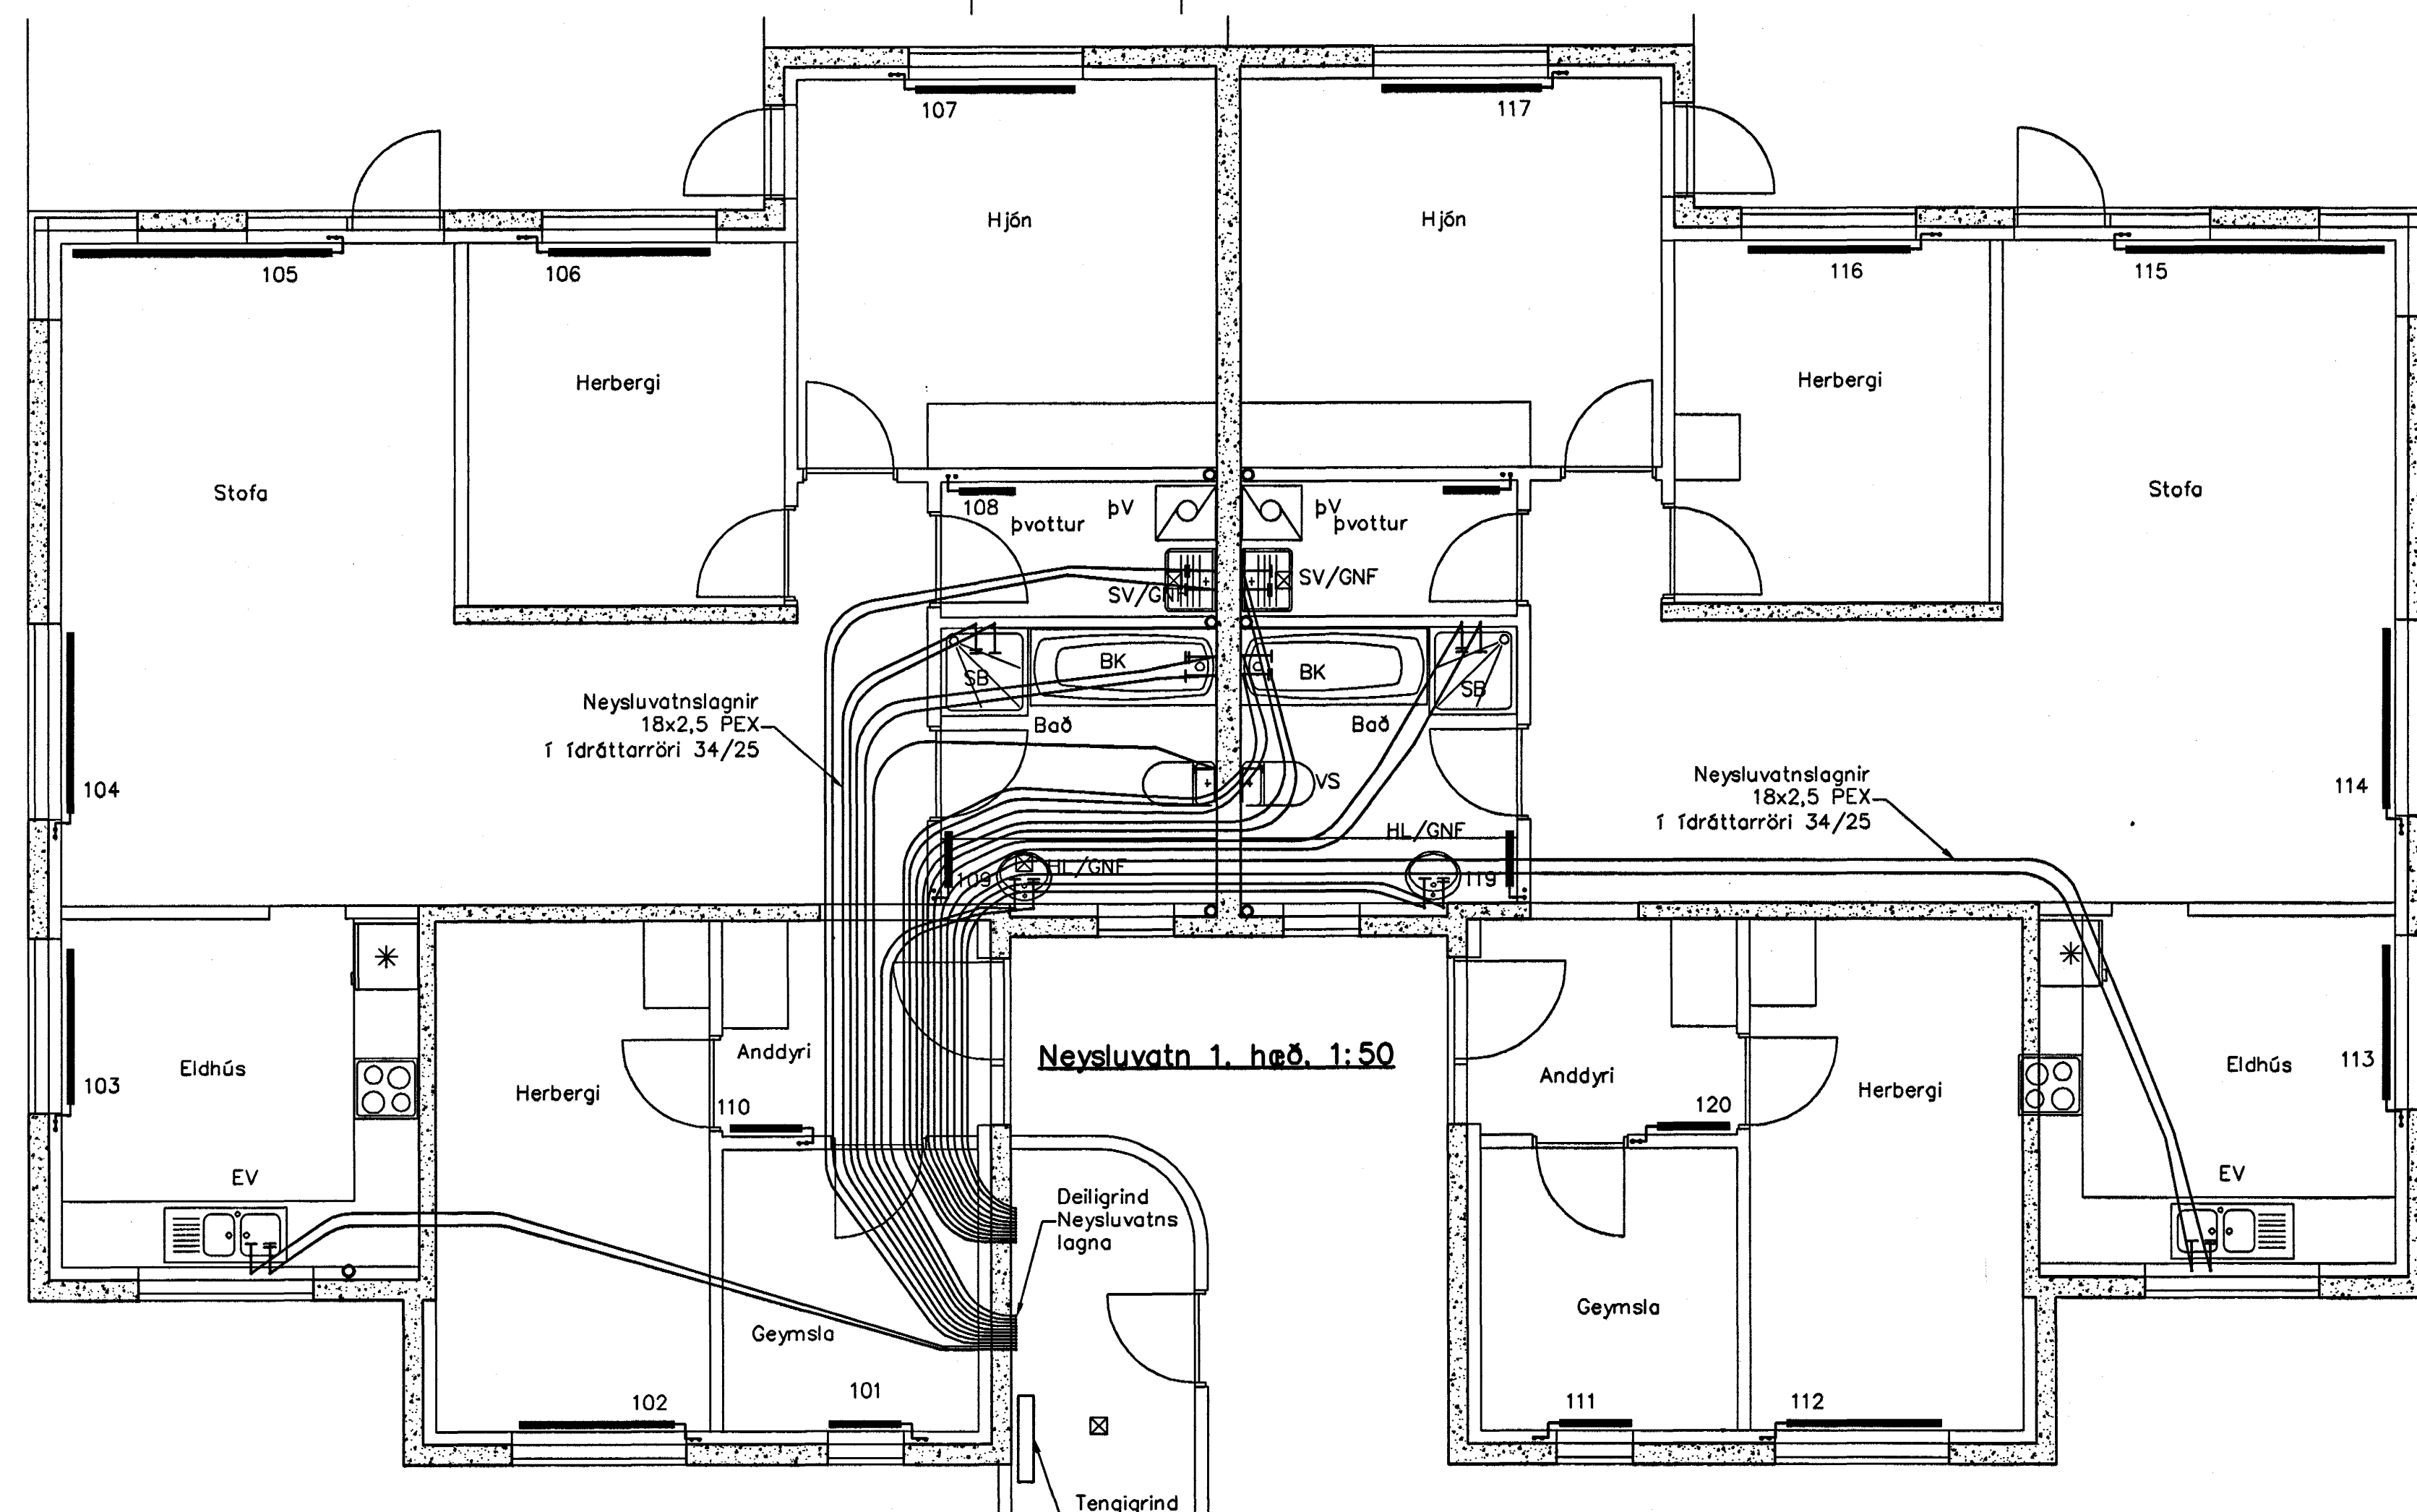 107
117
Hjón
Hjón
105
106
116
115
Herbergi
Herbergi
Stofa
Stofa
108
þvottur
þV
þV
þvottur
SV/GNF
SV/GNF
BK
BK
SB
SB
Neysluvatnslagnir
18x2,5 PEX
í ídráttarröri 34/25
Bað
Bað
VS
104
Neysluvatnslagnir
18x2,5 PEX
í ídráttarröri 34/25
114
HL/GNF
HL/GNF
109
119
Neysluvatn 1. hæð. 1:50
Eldhús
103
Herbergi
Anddyri
110
Anddyri
120
Herbergi
Eldhús
113
EV
EV
Deiligrind
Neysluvatns
lagna
Geymsla
Geymsla
102
101
111
112
Tengigrind